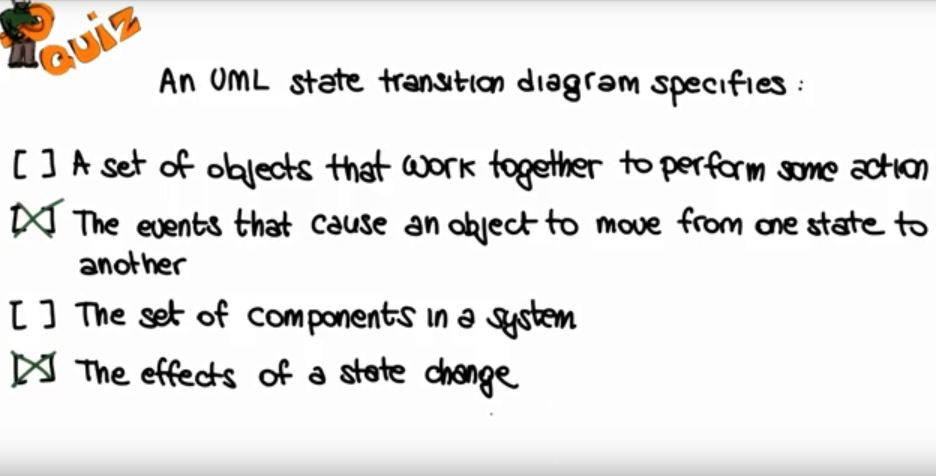 QUIZ
An UML state transition diagram specifies:
[ ] A set of objects that work together to perform some action
[X] The events that cause an object to move from one state to
another
[ ] The set of components in a system
[X] The effects of a state change